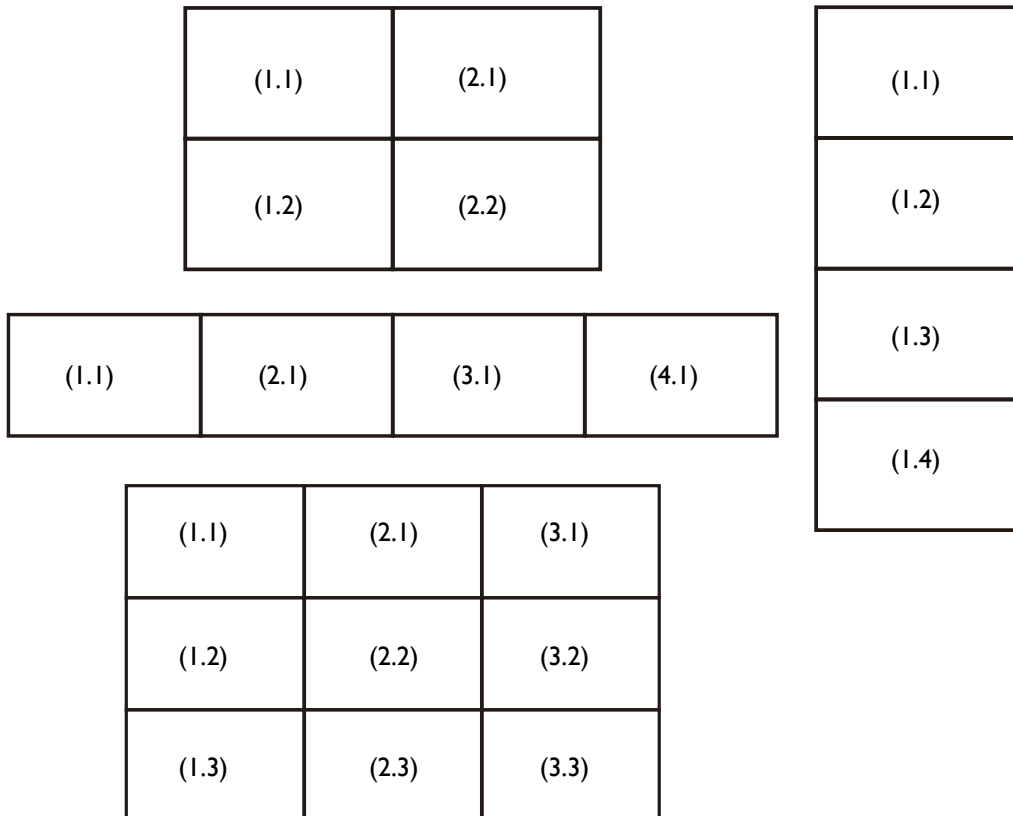 (1.1) (2.1)
(1.2) (2.2)
(1.1)
(1.2)
(1.3)
(1.4)
(1.1) (2.1) (3.1) (4.1)
(1.1) (2.1) (3.1)
(1.2) (2.2) (3.2)
(1.3) (2.3) (3.3)